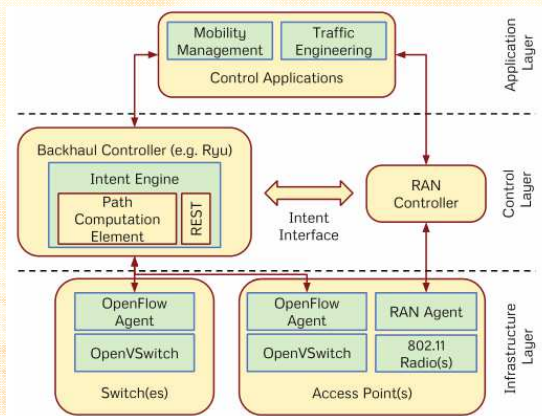 Mobility
Management
Traffic
Engineering
Control Applications
Application
Layer
Backhaul Controller (e.g. Ryu)
Intent Engine
Path
Computation
Element
REST
Intent
Interface
RAN
Controller
Control
Layer
OpenFlow
Agent
OpenVSwitch
Switch(es)
OpenFlow
Agent
OpenVSwitch
RAN Agent
802.11
Radio(s)
Access Point(s)
Infrastructure
Layer